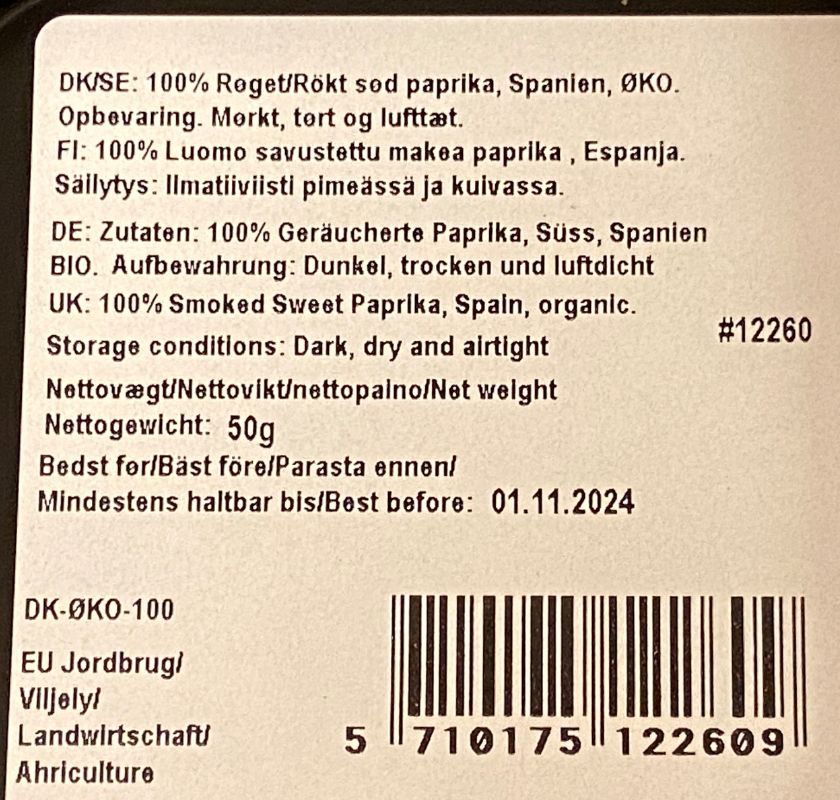 DK/SE: 100% Røget/Rökt sød paprika, Spanien, ØKO.
Opbevaring. Mørkt, tørt og lufttæt.
FI: 100% Luomo savustettu makea paprika , Espanja.
Säilytys: Ilmatiiviisti pimeässä ja kuivassa.
DE: Zutaten: 100% Geräucherte Paprika, Süss, Spanien
BIO. Aufbewahrung: Dunkel, trocken und luftdicht
UK: 100% Smoked Sweet Paprika, Spain, organic.
#12260
Storage conditions: Dark, dry and airtight
Nettovægt/Nettovikt/nettopaino/Net weight
Nettogewicht: 50g
Bedst før/Bäst före/Parasta ennen/
Mindestens haltbar bis/Best before: 01.11.2024
DK-ØKO-100
EU Jordbrug/
Viljely/
Landwirtschaft/
Ahriculture
5 710175 122609